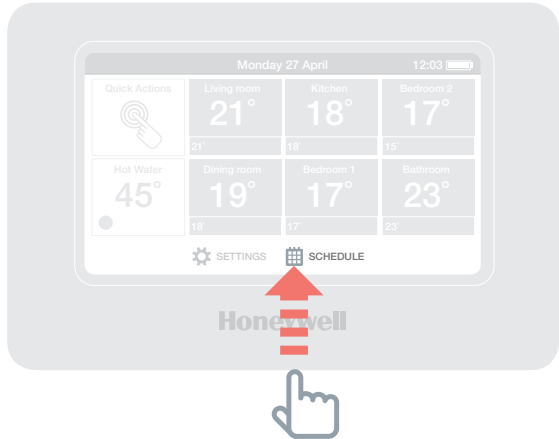 Monday 27 April 12:03
Quick Actions
Living room
21°
21°
Kitchen
18°
18°
Bedroom 2
17°
15°
Hot Water
45°
Dining room
19°
18°
Bedroom 1
17°
17°
Bathroom
23°
23°
SETTINGS SCHEDULE
Honeywell